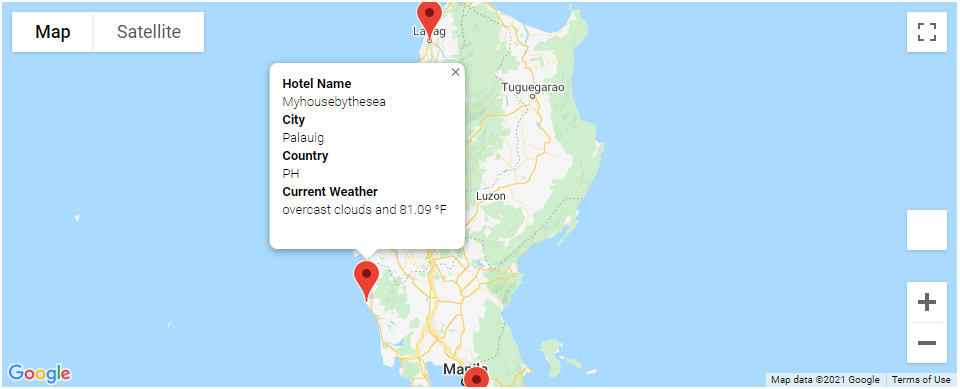 Map
Satellite
Laoag
Hotel Name
Myhousebythesea
City
Palauig
Country
PH
Current Weather
overcast clouds and 81.09 °F
Tuguegarao
Luzon
Manila
Google
Map data ©2021 Google
Terms of Use